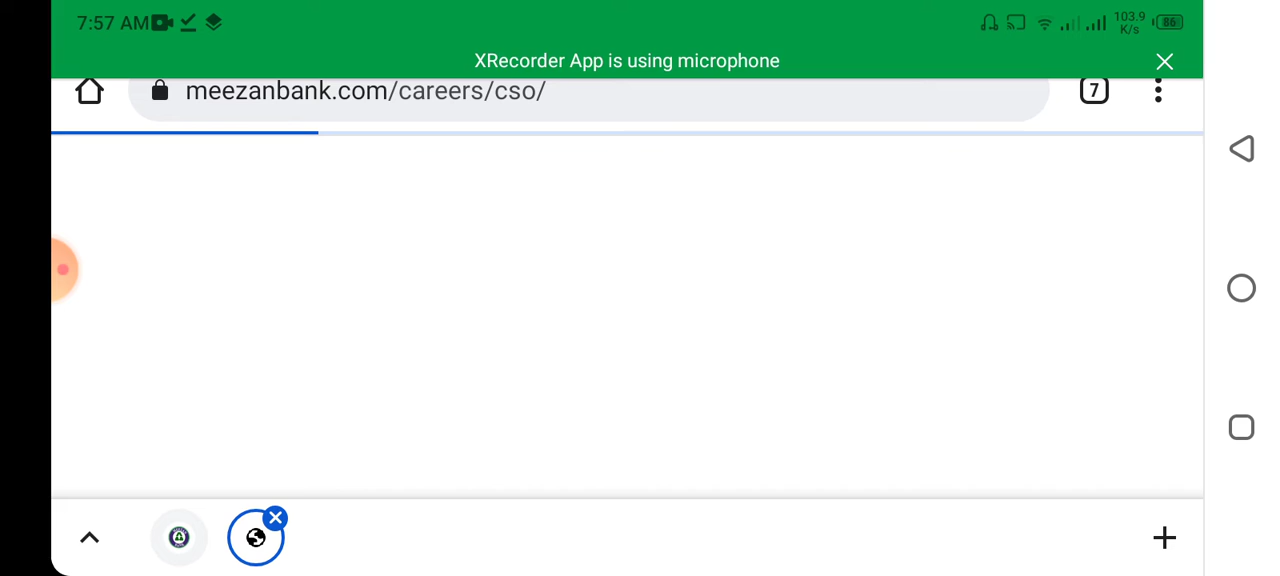 7:57 AM
103.9
K/s
86
XRecorder App is using microphone
meezanbank.com/careers/cso/
7